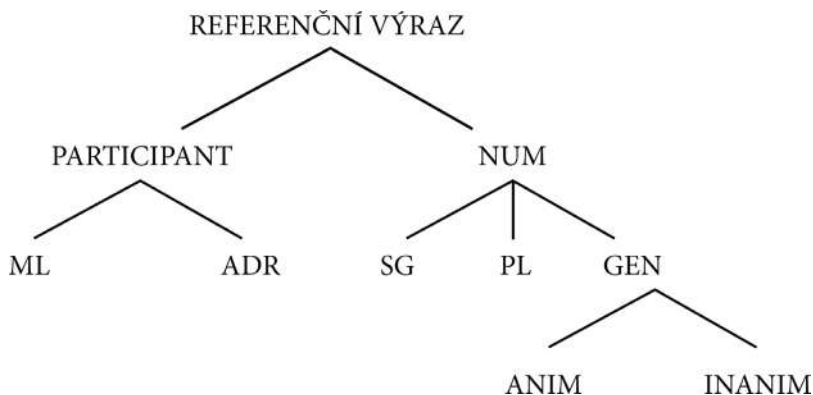 REFERENČNÍ VÝRAZ
PARTICIPANT NUM
ML ADR SG PL GEN
ANIM INANIM